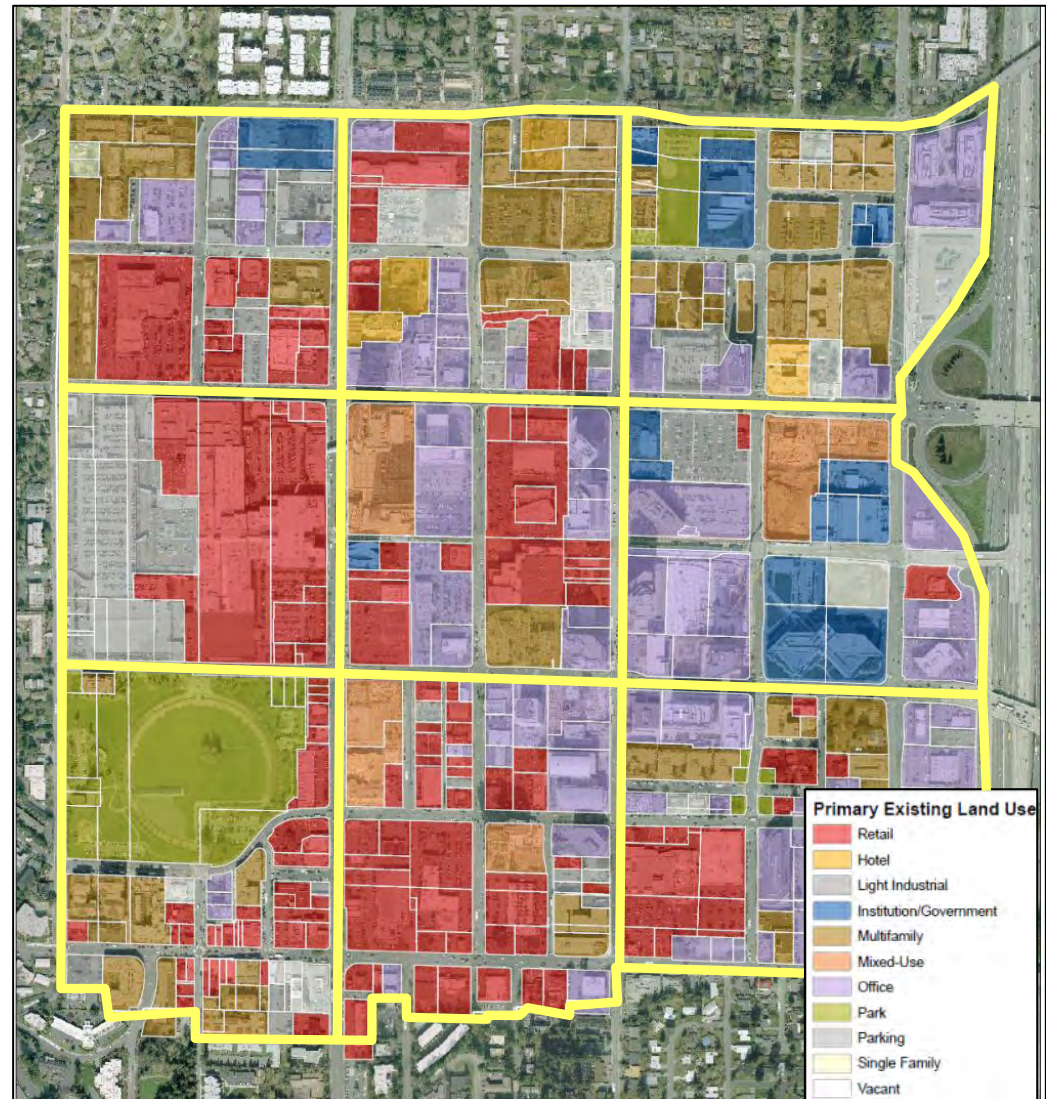 Primary Existing Land Use
Retail
Hotel
Light Industrial
Institution/Government
Multifamily
Mixed-Use
Office
Park
Parking
Single Family
Vacant